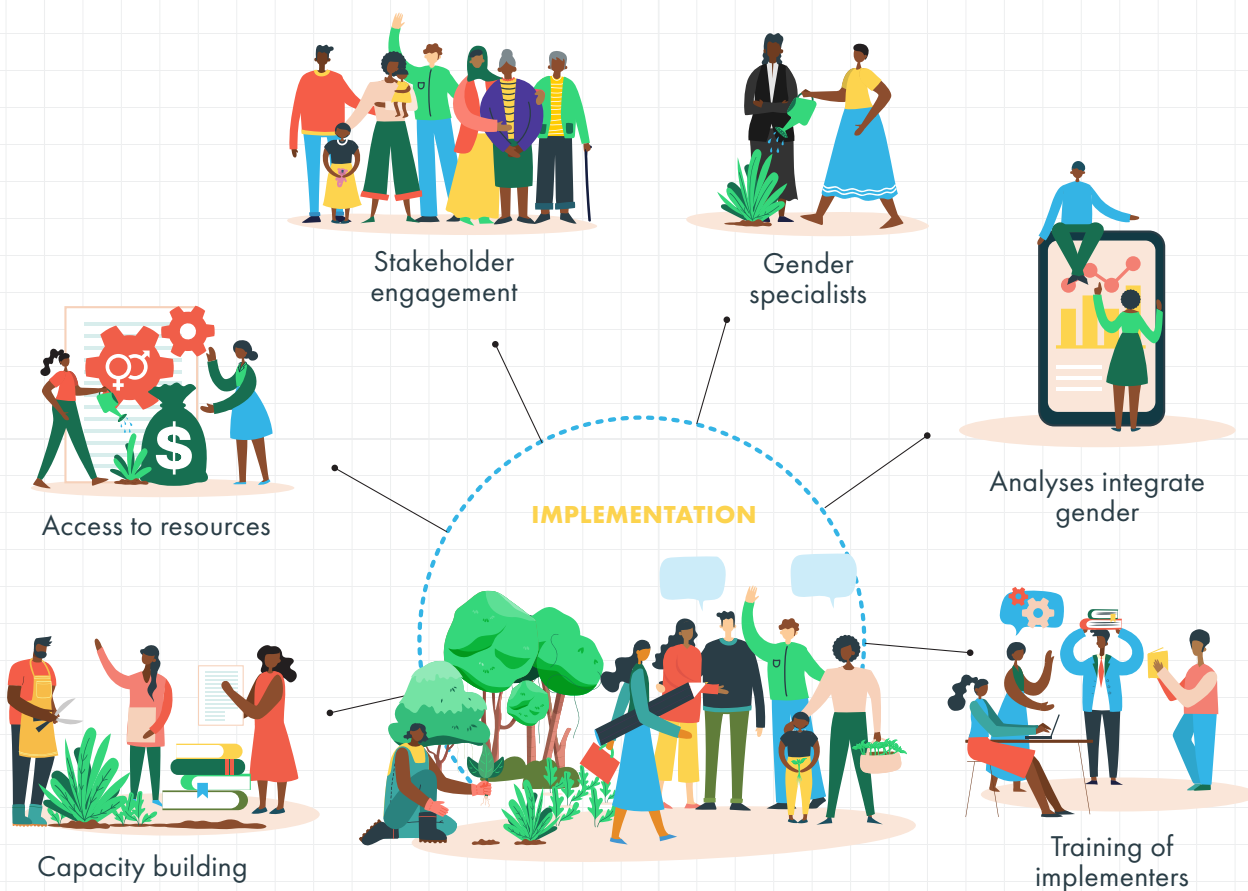 Stakeholder
engagement
Gender
specialists
Access to resources
$
Analyses integrate
gender
IMPLEMENTATION
Capacity building
Training of
implementers